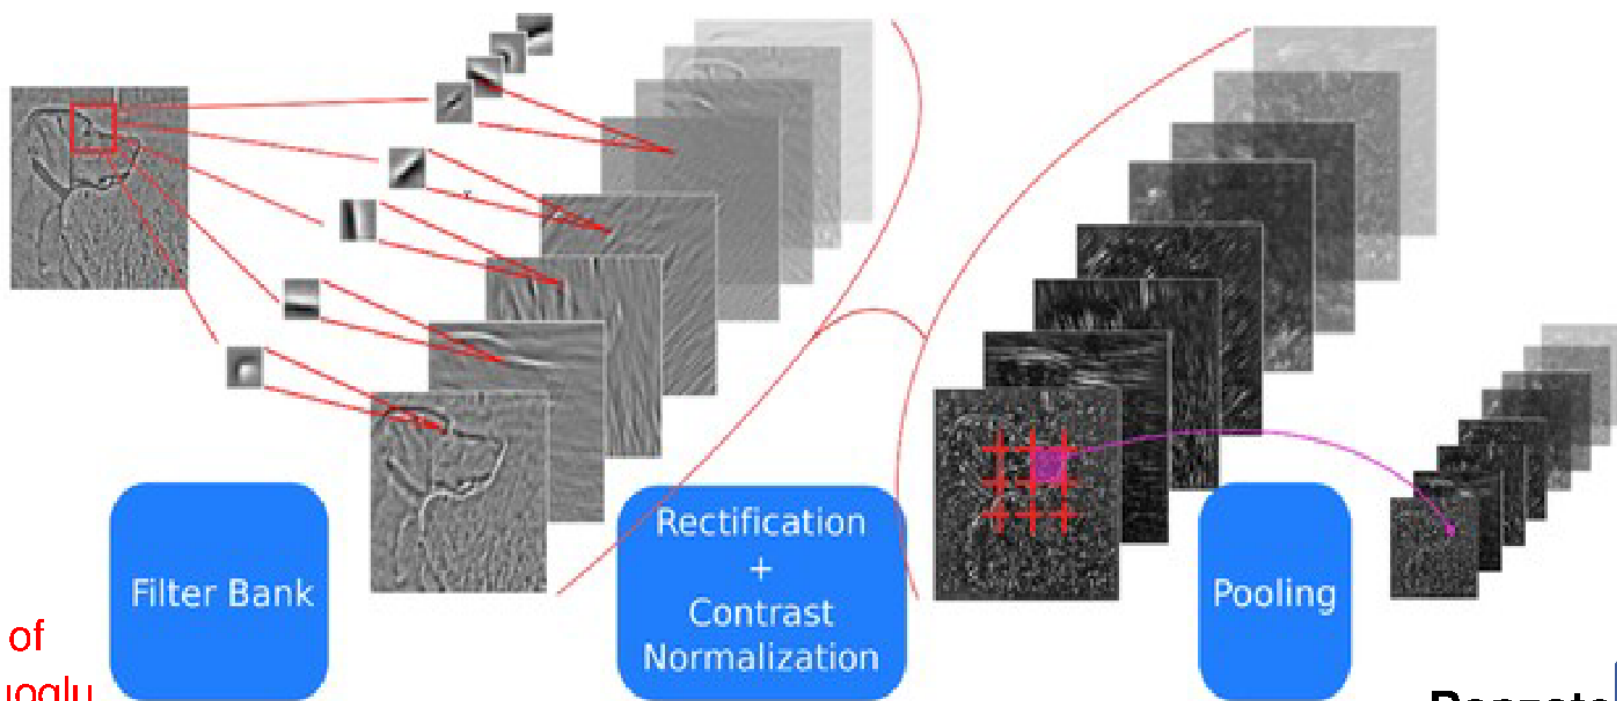 Filter Bank
Rectification
+
Contrast
Normalization
Pooling
of